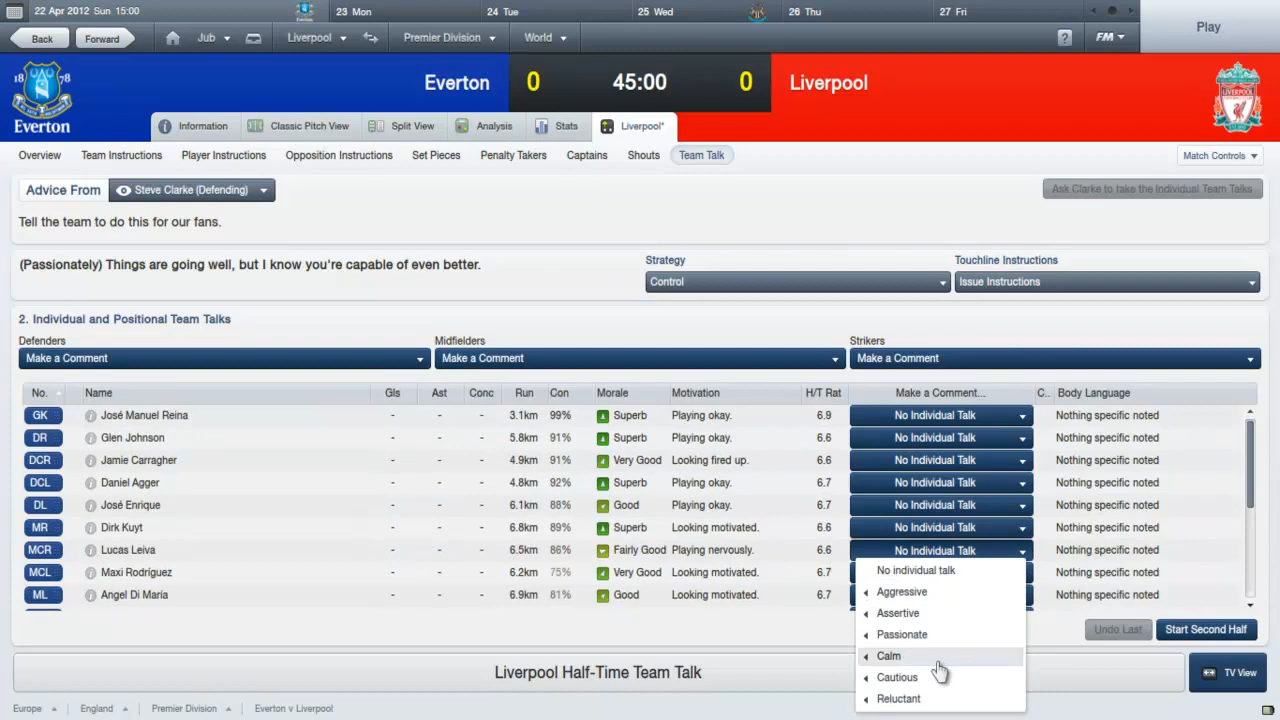 22 Apr 2012 Sun 15:00
23 Mon
24 Tue
25 Wed
26 Thu
27 Fri
Back
Forward
Job
Liverpool
Premier Division
World
?
FM
Play
18 78
Everton
Everton
0
45:00
0
Liverpool
Information
Classic Pitch View
Split View
Analysis
Stats
Liverpool*
Overview
Team Instructions
Player Instructions
Opposition Instructions
Set Pieces
Penalty Takers
Captains
Shouts
Team Talk
Match Controls
Advice From
Steve Clarke (Defending)
Ask Clarke to take the Individual Team Talks
Tell the team to do this for our fans.
(Passionately) Things are going well, but I know you're capable of even better.
Strategy
Control
Touchline Instructions
Issue Instructions
2. Individual and Positional Team Talks
Defenders
Make a Comment
Midfielders
Make a Comment
Strikers
Make a Comment
No. Name Gls Ast Conc Run Con Morale Motivation H/T Rat Make a Comment... C.. Body Language
GK José Manuel Reina - - - 3.1km 99% Superb Playing okay. 6.9 No Individual Talk Nothing specific noted
DR Glen Johnson - - - 5.8km 91% Superb Playing okay. 6.6 No Individual Talk Nothing specific noted
DCR Jamie Carragher - - - 4.9km 91% Very Good Looking fired up. 6.6 No Individual Talk Nothing specific noted
DCL Daniel Agger - - - 4.8km 92% Superb Playing okay. 6.7 No Individual Talk Nothing specific noted
DL José Enrique - - - 6.1km 88% Good Playing okay. 6.7 No Individual Talk Nothing specific noted
MR Dirk Kuyt - - - 6.8km 89% Superb Looking motivated. 6.6 No Individual Talk Nothing specific noted
MCR Lucas Leiva - - - 6.5km 86% Fairly Good Playing nervously. 6.6 No Individual Talk Nothing specific noted
MCL Maxi Rodríguez - - - 6.2km 75% Very Good Looking motivated. 6.7 Nothing specific noted
ML Angel Di María - - - 6.9km 81% Good Looking motivated. 6.7 Nothing specific noted
No individual talk
Aggressive
Assertive
Passionate
Calm
Cautious
Reluctant
Undo Last
Start Second Half
Liverpool Half-Time Team Talk
TV View
Europe
England
Premier Division
Everton v Liverpool